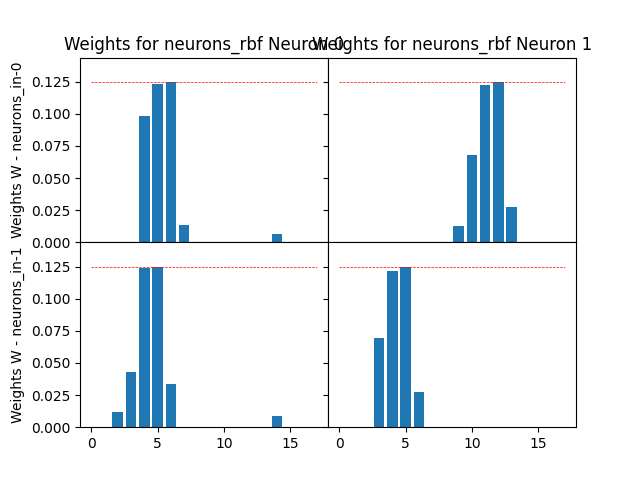 Weights for neurons_rbf Neuron 0
Weights for neurons_rbf Neuron 1
Weights W - neurons_in-0
0.125
0.100
0.075
0.050
0.025
0.000
Weights W - neurons_in-1
0.125
0.100
0.075
0.050
0.025
0.000
0 5 10 15
0 5 10 15